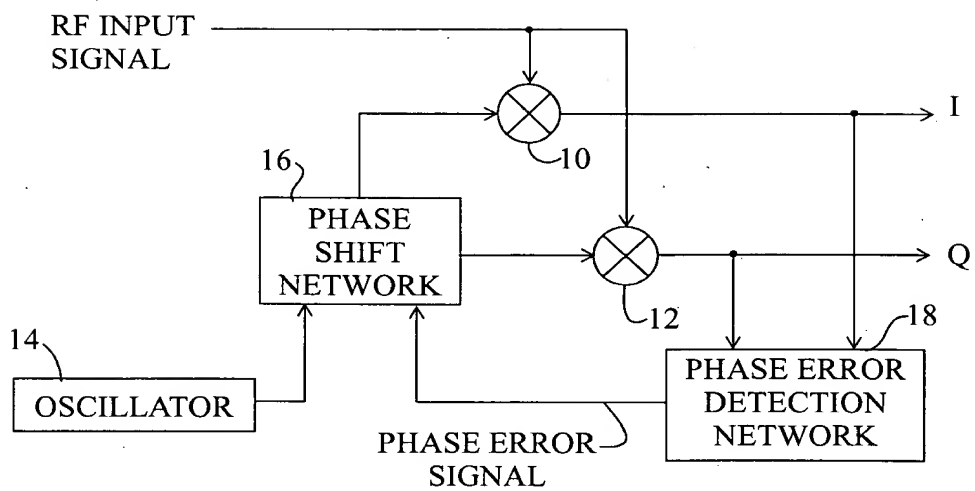 RF INPUT
SIGNAL
I
10
16
PHASE
SHIFT
NETWORK
Q
12
14
OSCILLATOR
18
PHASE ERROR
DETECTION
NETWORK
PHASE ERROR
SIGNAL